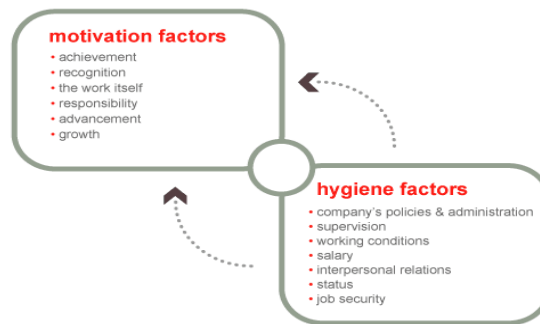 motivation factors
• achievement
• recognition
• the work itself
• responsibility
• advancement
• growth
hygiene factors
• company's policies & administration
• supervision
• working conditions
• salary
• interpersonal relations
• status
• job security